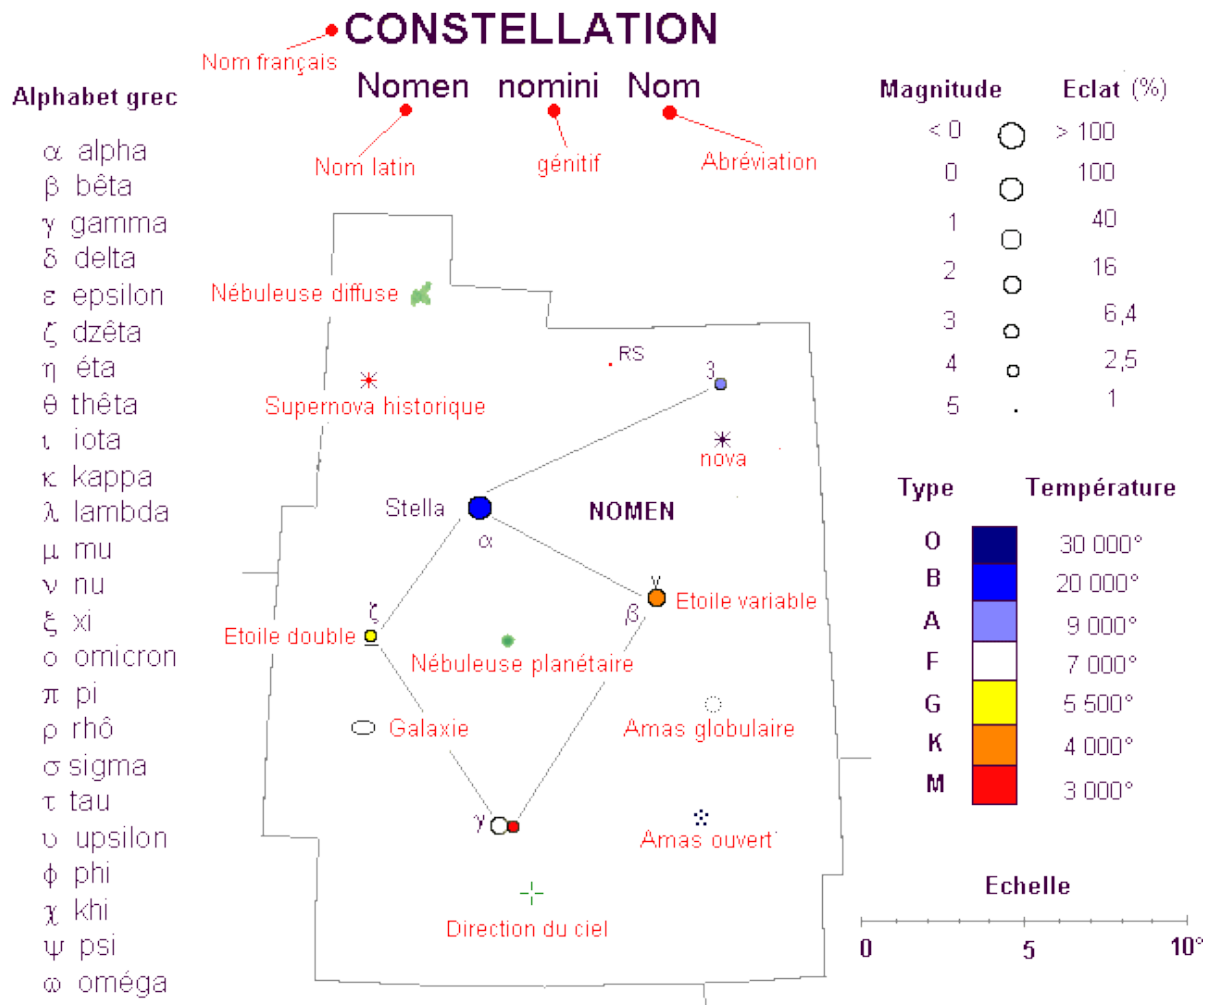 CONSTELLATION
Nom français
Nomen nomini Nom
Nom latin
génitif
Abréviation
Alphabet grec
α alpha
β bêta
γ gamma
δ delta
ε epsilon
ζ dzêta
η éta
θ thêta
ι iota
κ kappa
λ lambda
μ mu
ν nu
ξ xi
ο omicron
π pi
ρ rhô
σ sigma
τ tau
υ upsilon
ϕ phi
χ khi
ψ psi
ω oméga
Nébuleuse diffuse
RS
3
Supernova historique
nova
Stella
NOMEN
α
v
ζ
β
Etoile variable
Etoile double
Nébuleuse planétaire
Galaxie
Amas globulaire
γ
Amas ouvert
Direction du ciel
Magnitude Eclat (%)
< 0 > 100
0 100
1 40
2 16
3 6,4
4 2,5
5 1
Type Température
O 30 000°
B 20 000°
A 9 000°
F 7 000°
G 5 500°
K 4 000°
M 3 000°
Echelle
0 5 10°